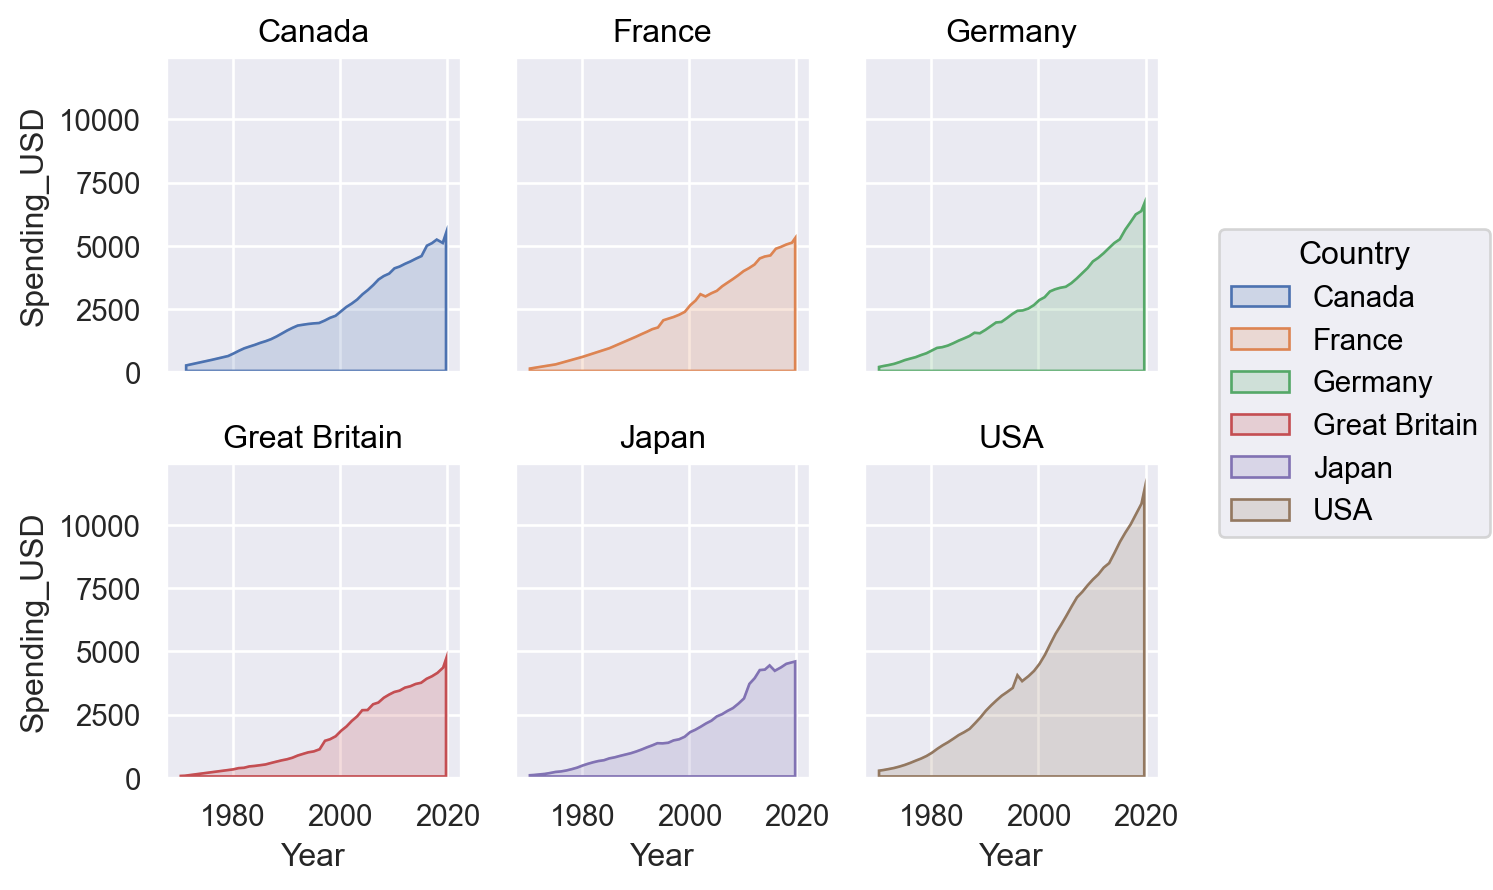 Canada
France
Germany
Spending_USD
10000
7500
5000
2500
0
Great Britain
Japan
USA
Spending_USD
10000
7500
5000
2500
0
1980 2000 2020
1980 2000 2020
1980 2000 2020
Year
Year
Year
Country
Canada
France
Germany
Great Britain
Japan
USA